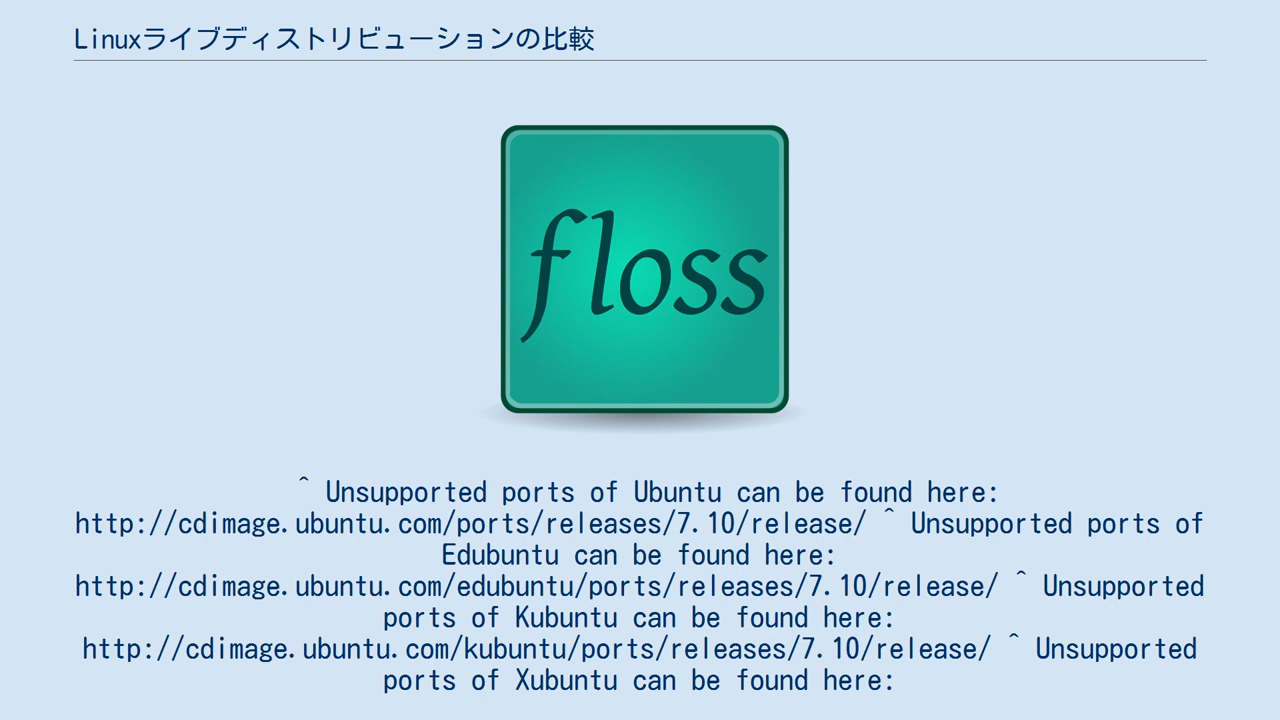 Linuxライブディストリビューションの比較
floss
^ Unsupported ports of Ubuntu can be found here:
http://cdimage.ubuntu.com/ports/releases/7.10/release/ ^ Unsupported ports of
Edubuntu can be found here:
http://cdimage.ubuntu.com/edubuntu/ports/releases/7.10/release/ ^ Unsupported
ports of Kubuntu can be found here:
http://cdimage.ubuntu.com/kubuntu/ports/releases/7.10/release/ ^ Unsupported
ports of Xubuntu can be found here: